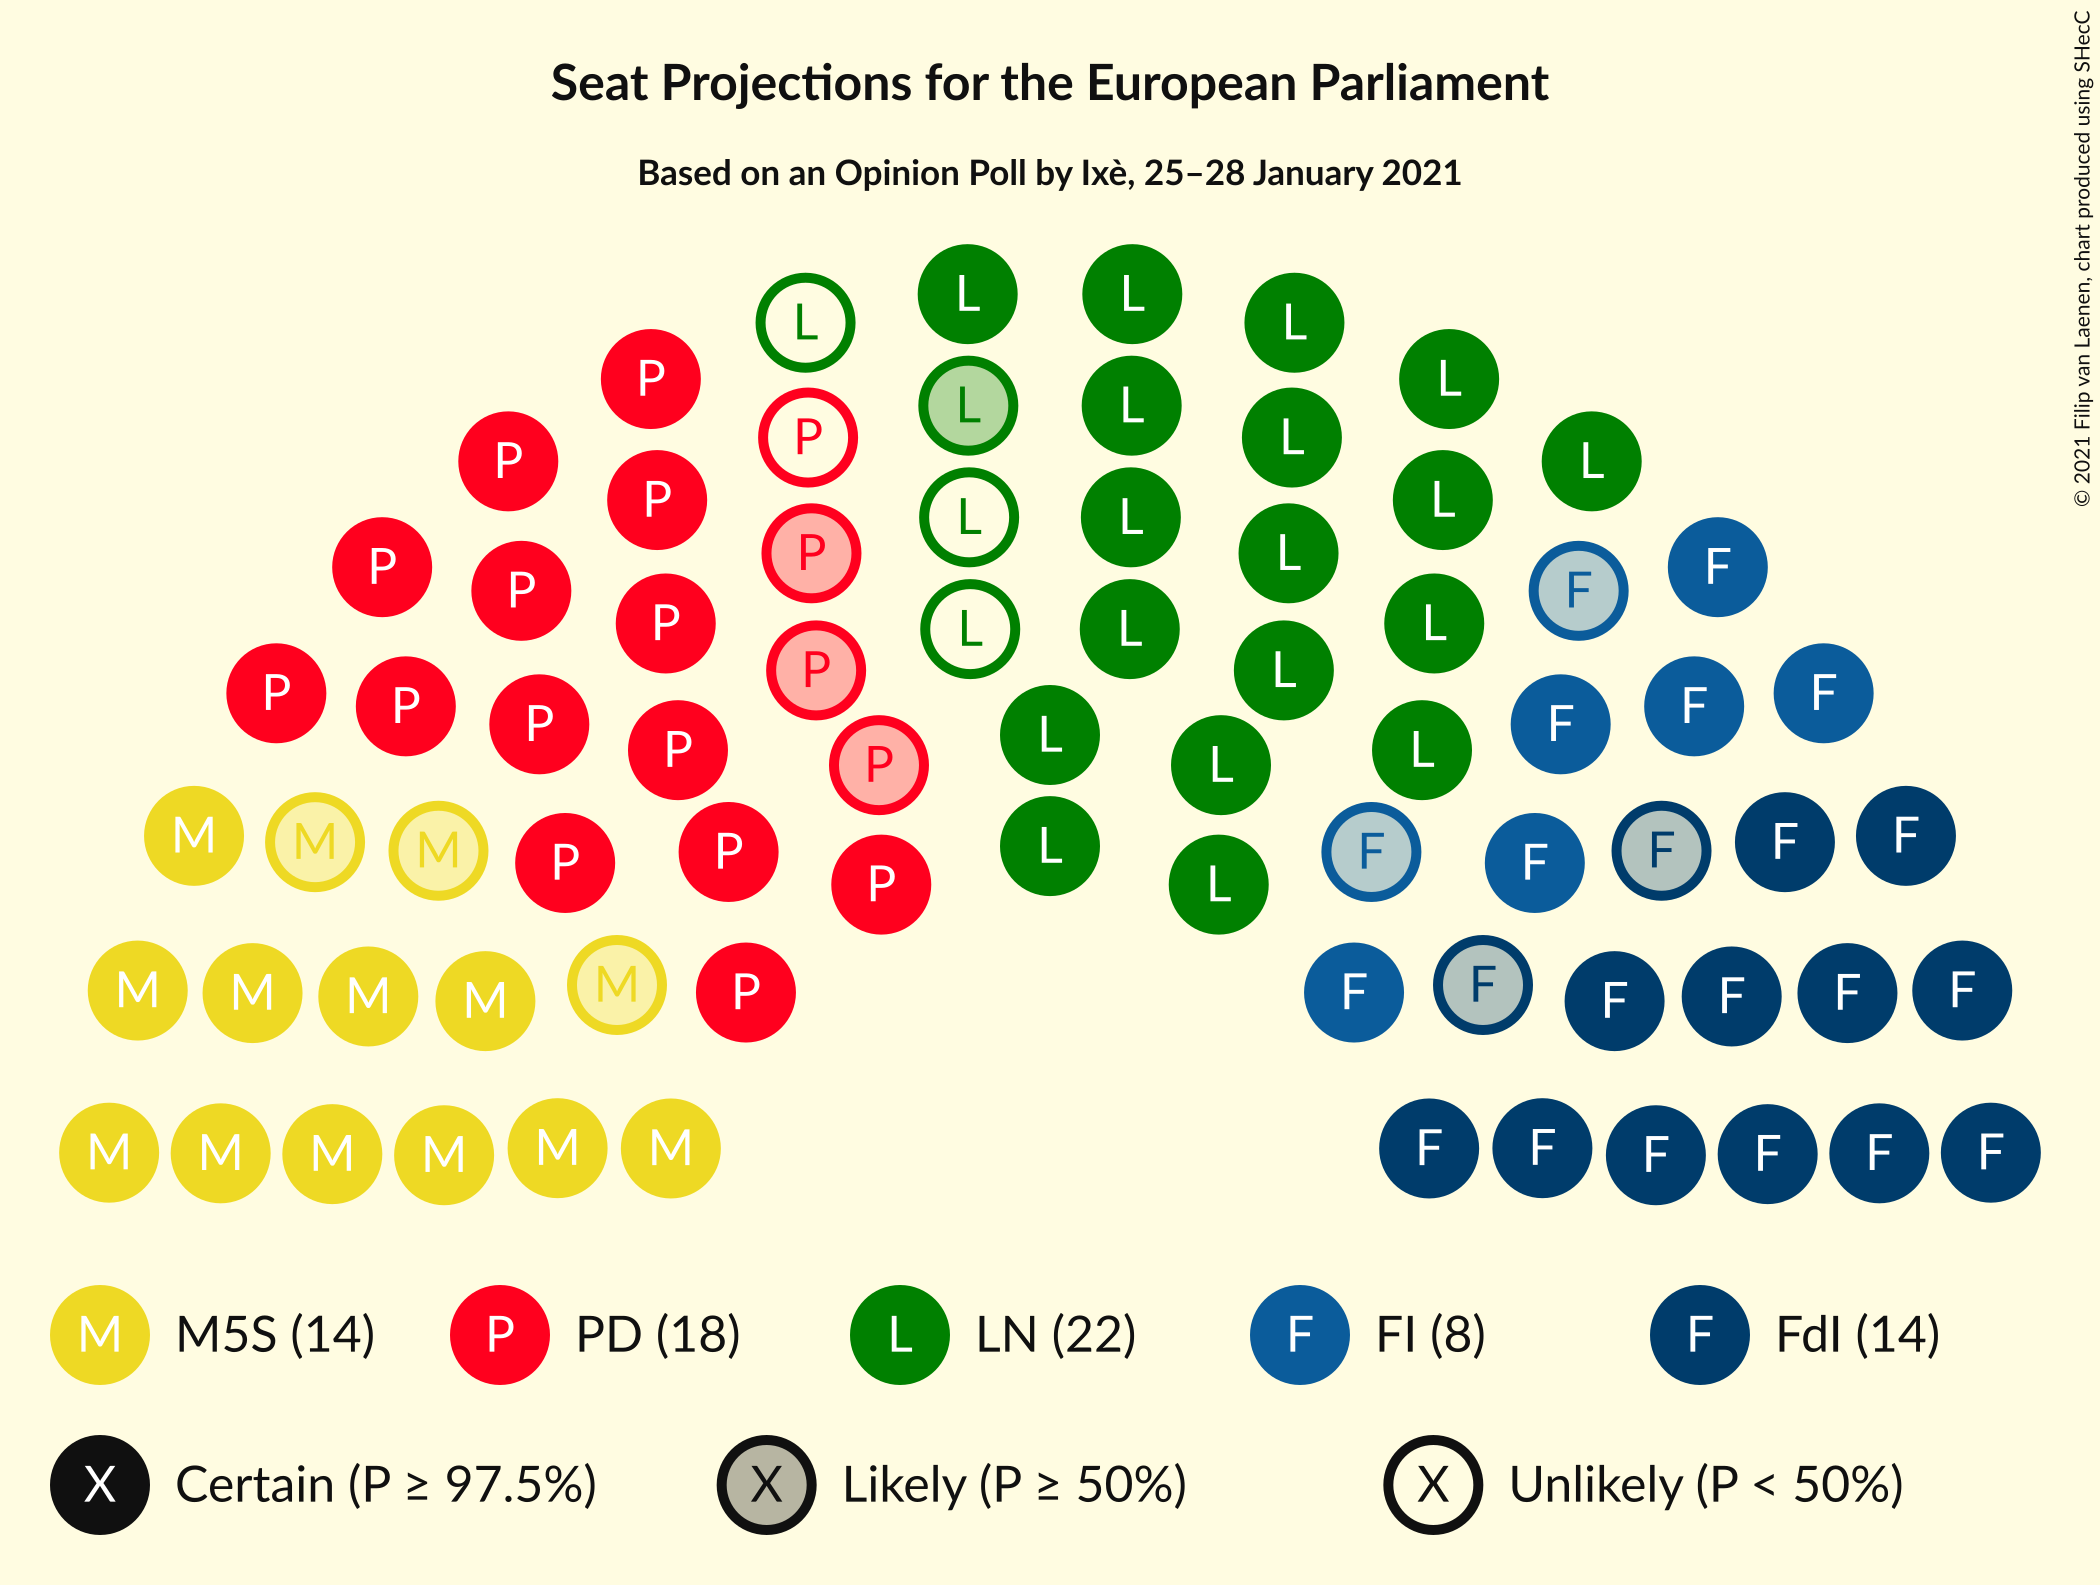 Seat Projections for the European Parliament
Based on an Opinion Poll by Ixè, 25–28 January 2021
© 2021 Filip van Laenen, chart produced using SHecC
L L
L L
P L
L L
P P L
P L
L L
P L
P P L
P F F
P L L
L L
P L
P P F
P P F
P L F
L L
M M M P P L F F F F F
P L
M M M M M P F F F F F F
M M M M M M F F F F F F
M M5S (14) P PD (18) L LN (22) F FI (8) F FdI (14)
X Certain (P ≥ 97.5%) X Likely (P ≥ 50%) X Unlikely (P < 50%)